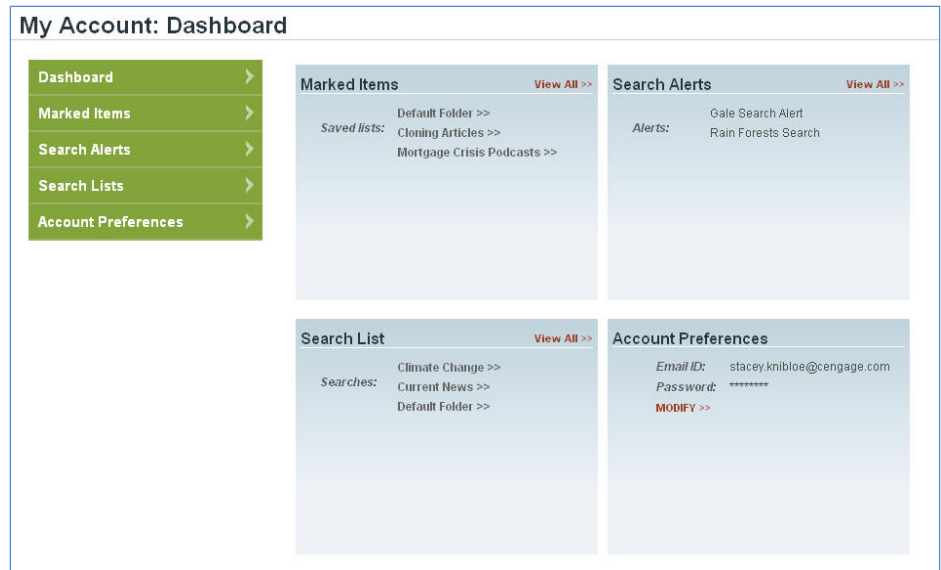 My Account: Dashboard
Dashboard
Marked Items
Search Alerts
Search Lists
Account Preferences
Marked Items View All >>
Saved lists: Default Folder >>
Cloning Articles >>
Mortgage Crisis Podcasts >>
Search Alerts View All >>
Alerts: Gale Search Alert
Rain Forests Search
Search List View All >>
Searches: Climate Change >>
Current News >>
Default Folder >>
Account Preferences
Email ID: stacey.knibloe@cengage.com
Password: ********
MODIFY >>